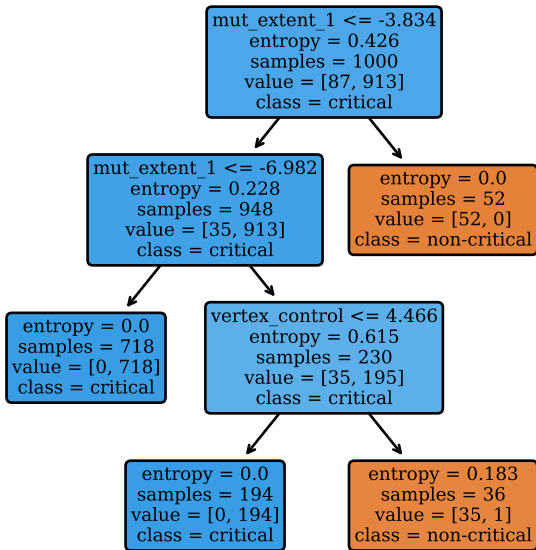 mut_extent_1 <= -3.834
entropy = 0.426
samples = 1000
value = [87, 913]
class = critical
mut_extent_1 <= -6.982
entropy = 0.228
samples = 948
value = [35, 913]
class = critical
entropy = 0.0
samples = 52
value = [52, 0]
class = non-critical
entropy = 0.0
samples = 718
value = [0, 718]
class = critical
vertex_control <= 4.466
entropy = 0.615
samples = 230
value = [35, 195]
class = critical
entropy = 0.0
samples = 194
value = [0, 194]
class = critical
entropy = 0.183
samples = 36
value = [35, 1]
class = non-critical